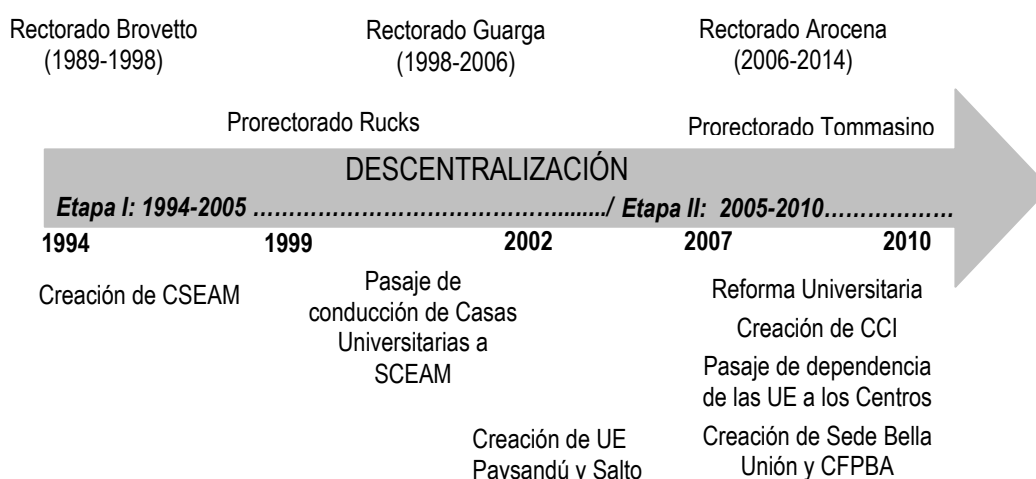 Rectorado Brovetto
(1989-1998)
Rectorado Guarga
(1998-2006)
Rectorado Arocena
(2006-2014)
Prorectorado Rucks
Prorectorado Tommasino
DESCENTRALIZACIÓN
Etapa I: 1994-2005 ……………………………………......../ Etapa II: 2005-2010………………
1994
1999
2002
2007
2010
Creación de CSEAM
Pasaje de
conducción de Casas
Universitarias a
SCEAM
Creación de UE
Paysandú y Salto
Reforma Universitaria
Creación de CCI
Pasaje de dependencia
de las UE a los Centros
Creación de Sede Bella
Unión y CFPBA